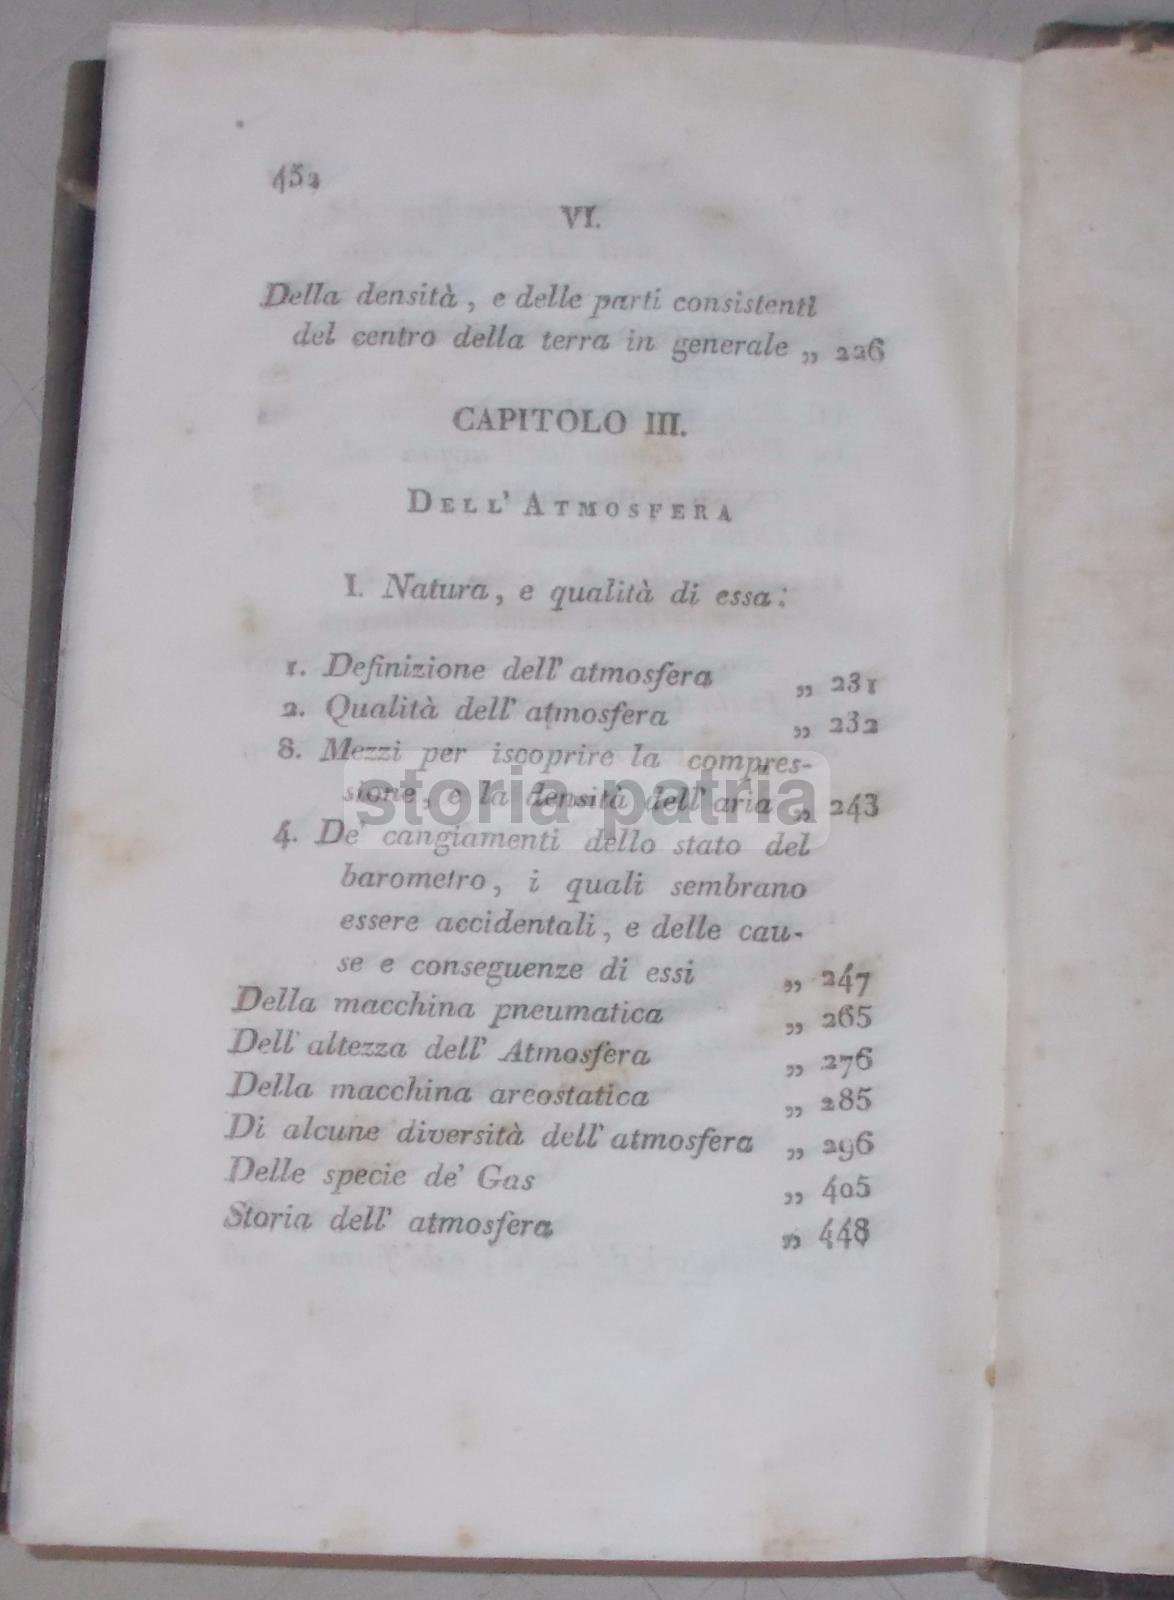 452
VI.
Della densità, e delle parti consistenti
del centro della terra in generale „ 226
CAPITOLO III.
DELL' ATMOSFERA
I. Natura, e qualità di essa:
1. Definizione dell' atmosfera „ 231
2. Qualità dell' atmosfera „ 232
3. Mezzi per iscoprire la compres-
sione, e la densità dell' aria „ 243
storia patria
4. De' cangiamenti dello stato del
barometro, i quali sembrano
essere accidentali, e delle cau-
se e conseguenze di essi „ 247
Della macchina pneumatica „ 265
Dell' altezza dell' Atmosfera „ 276
Della macchina areostatica „ 285
Di alcune diversità dell' atmosfera „ 296
Delle specie de' Gas „ 405
Storia dell' atmosfera „ 448